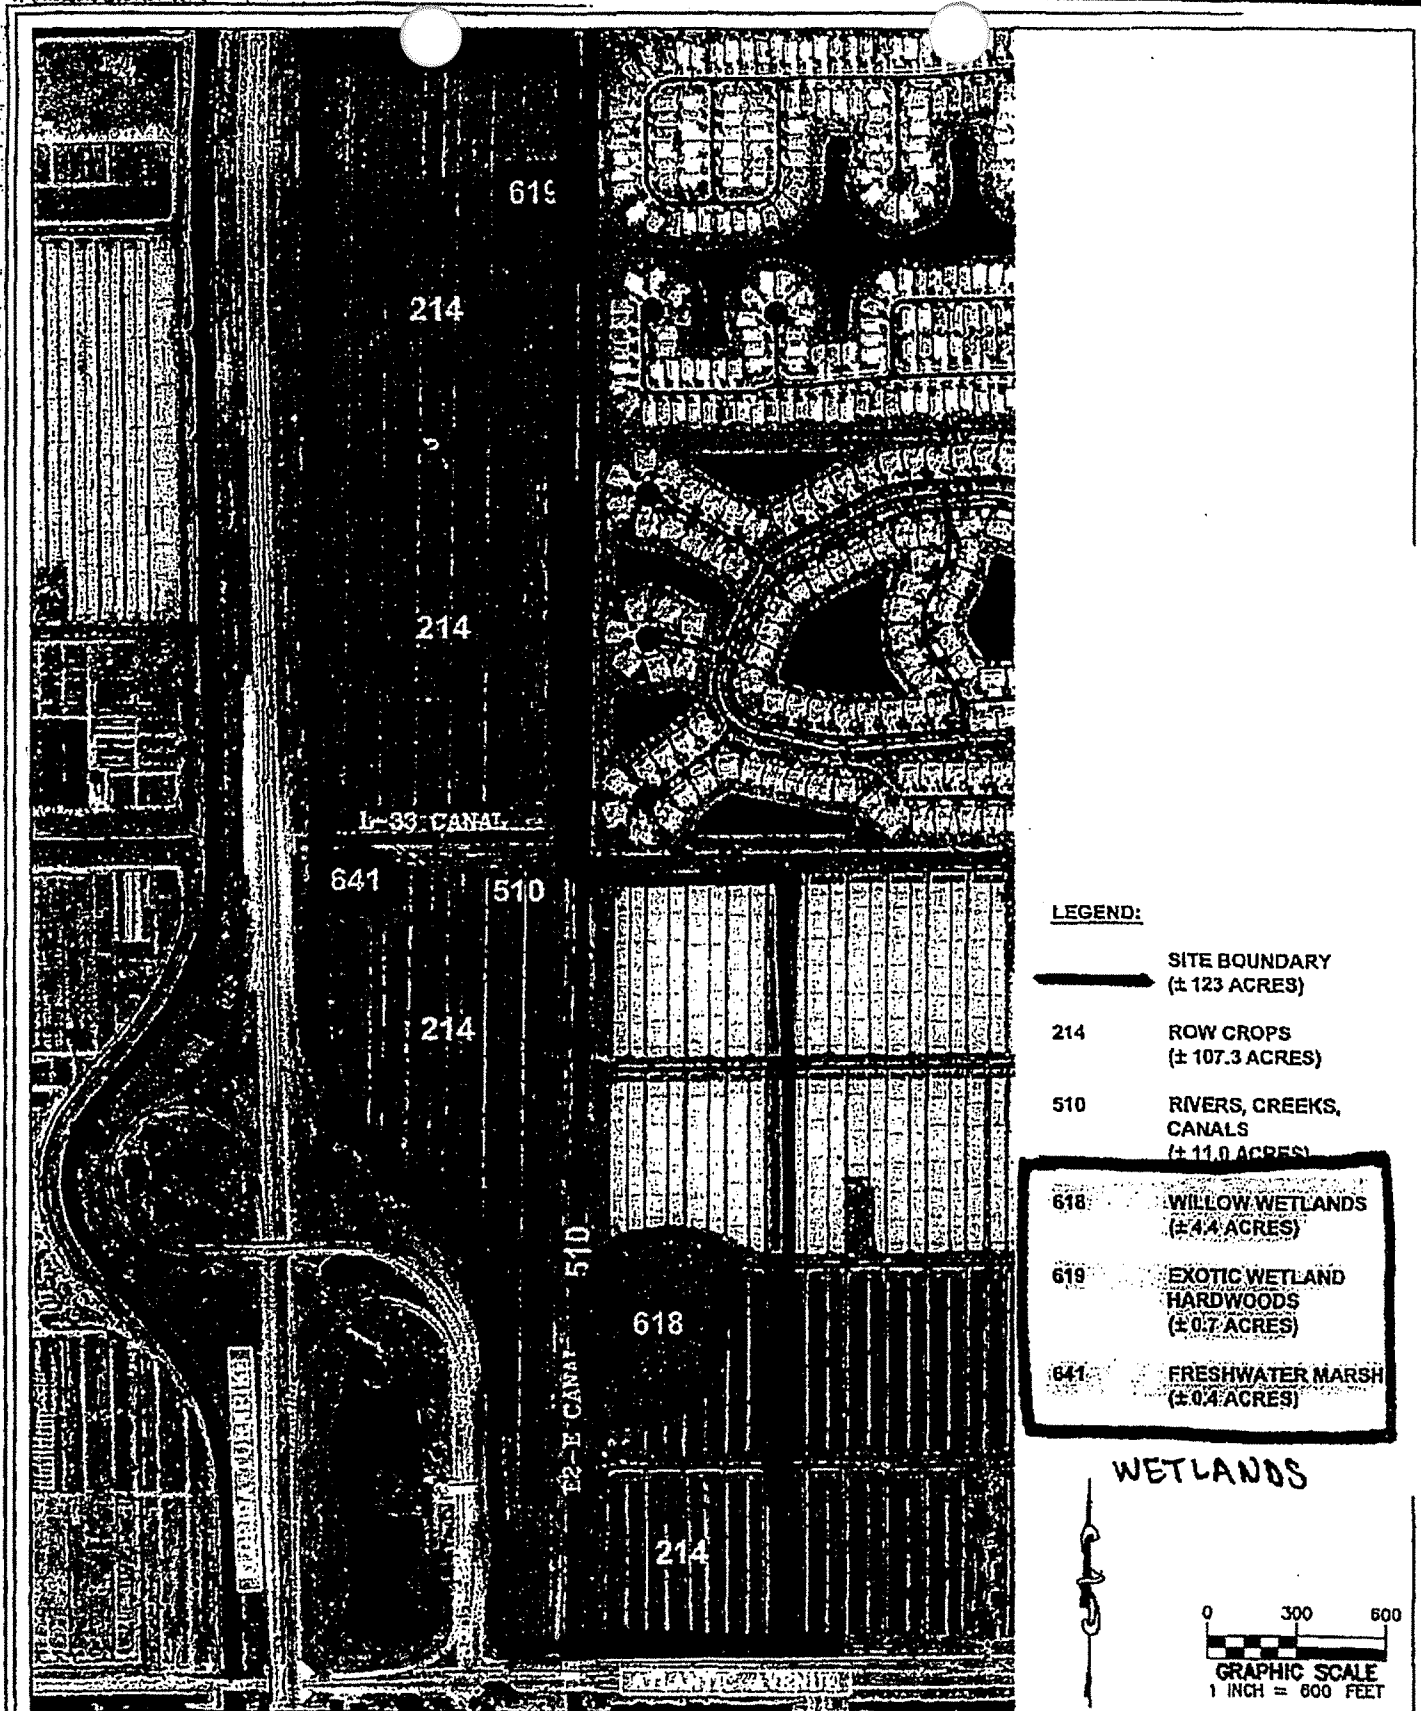 619
214
214
L-33 CANAL
641
510
214
510
E2-E CANAL
618
214
ATLANTIC AVENUE
LEGEND:
SITE BOUNDARY
(± 123 ACRES)
214 ROW CROPS
(± 107.3 ACRES)
510 RIVERS, CREEKS,
CANALS
(± 11.0 ACRES)
618 WILLOW WETLANDS
(± 4.4 ACRES)
619 EXOTIC WETLAND
HARDWOODS
(± 0.7 ACRES)
641 FRESHWATER MARSH
(± 0.4 ACRES)
WETLANDS
0 300 600
GRAPHIC SCALE
1 INCH = 600 FEET